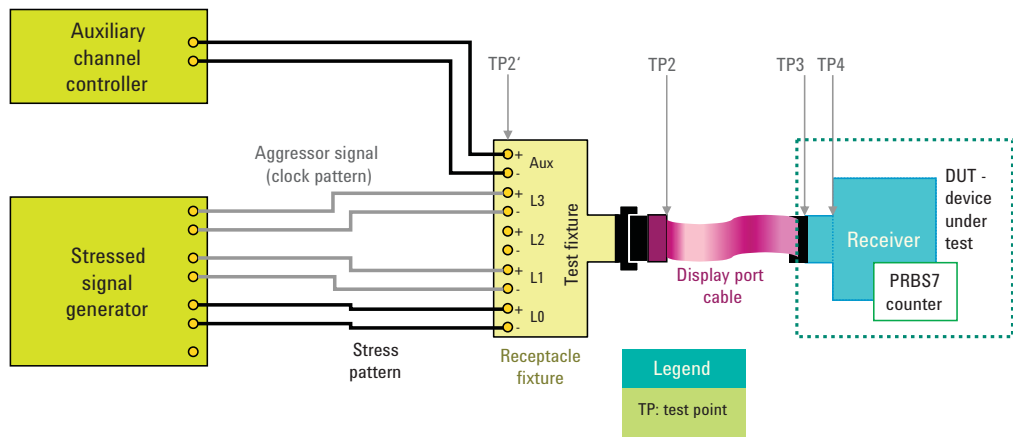 Auxiliary
channel
controller
Aggressor signal
(clock pattern)
Stressed
signal
generator
Stress
pattern
TP2‘
+
Aux
-
+
L3
-
+
L2
-
+
L1
-
+
L0
-
Test fixture
Receptacle
fixture
TP2
Display port
cable
TP3
TP4
Receiver
DUT -
device
under
test
PRBS7
counter
Legend
TP: test point